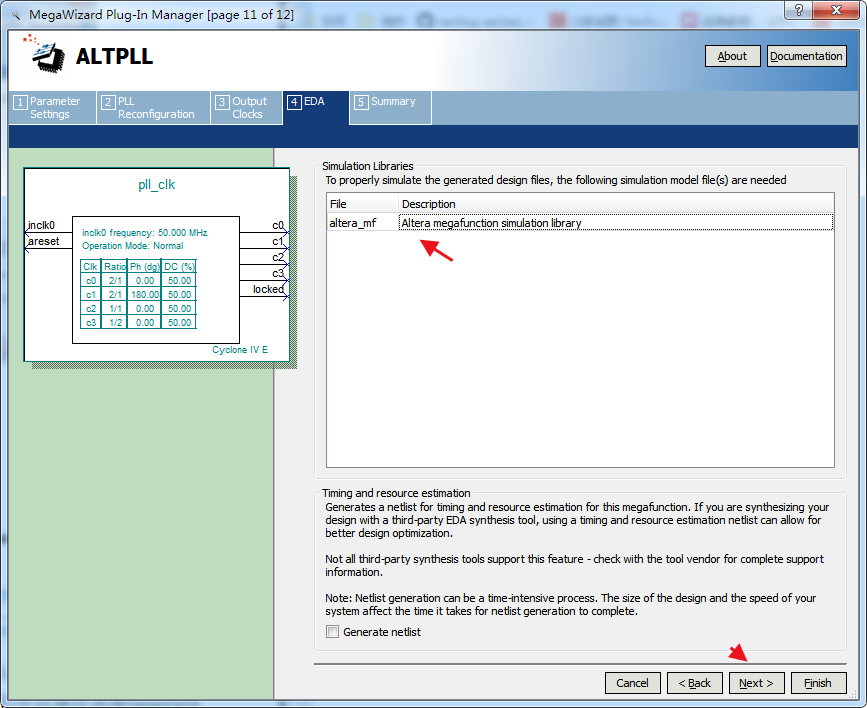 MegaWizard Plug-In Manager [page 11 of 12]
ALTPLL
About
Documentation
1 Parameter
Settings
2 PLL
Reconfiguration
3 Output
Clocks
4 EDA
5 Summary
pll_clk
inclk0
areset
inclk0 frequency: 50.000 MHz
Operation Mode: Normal
Clk Ratio Ph (dg) DC (%)
c0 2/1 0.00 50.00
c1 2/1 180.00 50.00
c2 1/1 0.00 50.00
c3 1/2 0.00 50.00
c0
c1
c2
c3
locked
Cyclone IV E
Simulation Libraries
To properly simulate the generated design files, the following simulation model file(s) are needed
File Description
altera_mf Altera megafunction simulation library
Timing and resource estimation
Generates a netlist for timing and resource estimation for this megafunction. If you are synthesizing your
design with a third-party EDA synthesis tool, using a timing and resource estimation netlist can allow for
better design optimization.
Not all third-party synthesis tools support this feature - check with the tool vendor for complete support
information.
Note: Netlist generation can be a time-intensive process. The size of the design and the speed of your
system affect the time it takes for netlist generation to complete.
Generate netlist
Cancel
< Back
Next >
Finish